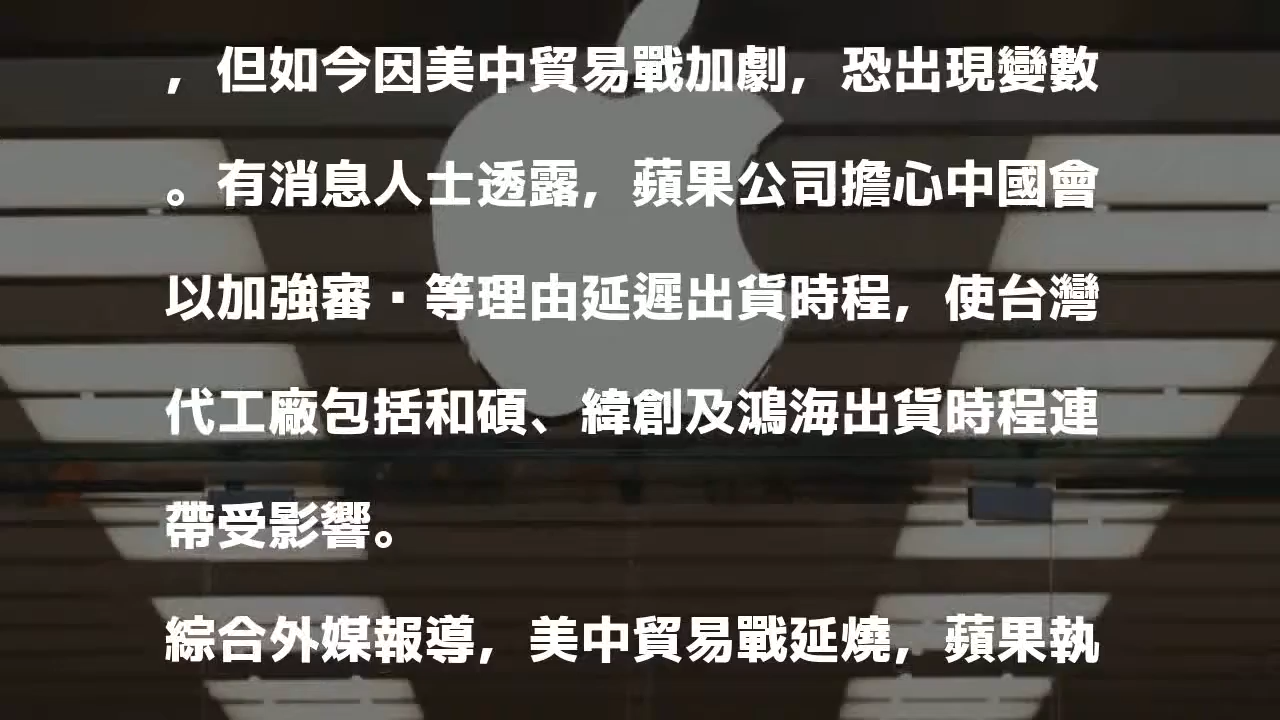 ，但如今因美中貿易戰加劇，恐出現變數
。有消息人士透露，蘋果公司擔心中國會
以加強審▪等理由延遲出貨時程，使台灣
代工廠包括和碩、緯創及鴻海出貨時程連
帶受影響。
綜合外媒報導，美中貿易戰延燒，蘋果執